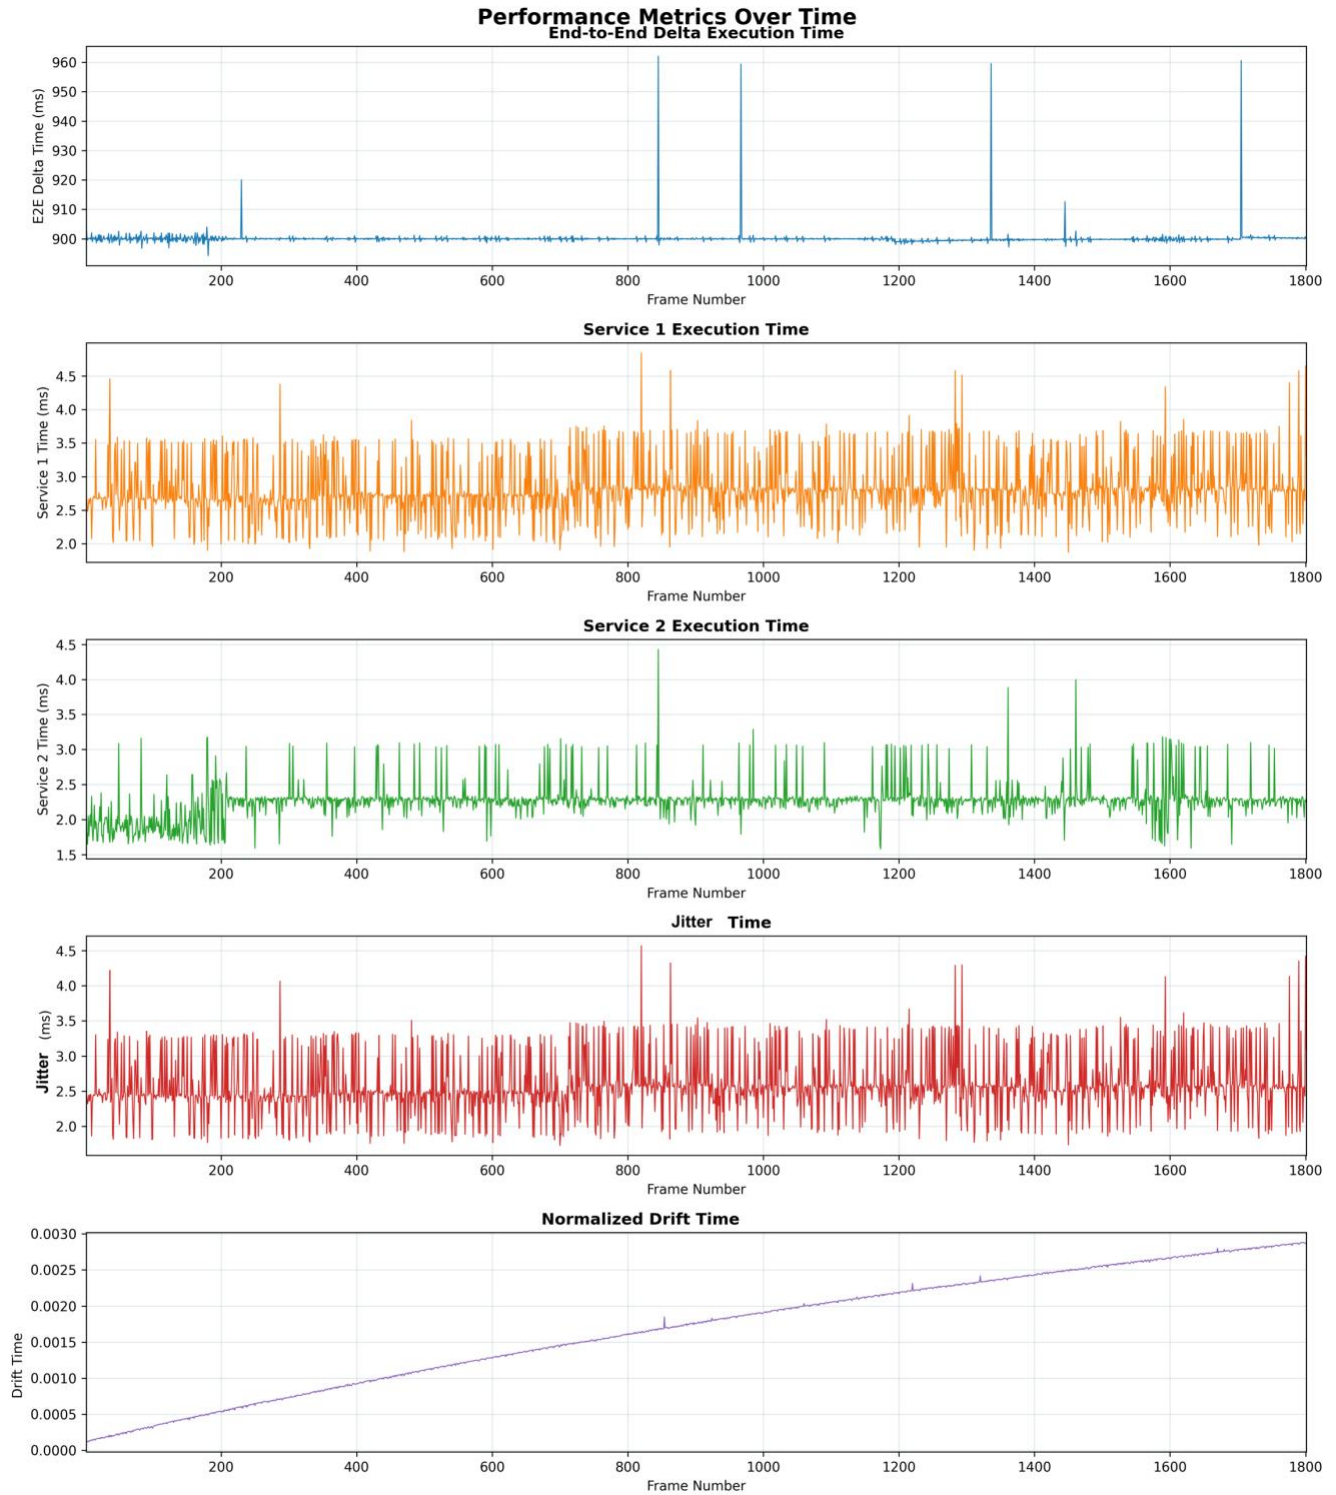 Performance Metrics Over Time
End-to-End Delta Execution Time
E2E Delta Time (ms)
960
950
940
930
920
910
900
200 400 600 800 1000 1200 1400 1600 1800
Frame Number
Service 1 Execution Time
Service 1 Time (ms)
4.5
4.0
3.5
3.0
2.5
2.0
200 400 600 800 1000 1200 1400 1600 1800
Frame Number
Service 2 Execution Time
Service 2 Time (ms)
4.5
4.0
3.5
3.0
2.5
2.0
1.5
200 400 600 800 1000 1200 1400 1600 1800
Frame Number
Jitter Time
Jitter (ms)
4.5
4.0
3.5
3.0
2.5
2.0
200 400 600 800 1000 1200 1400 1600 1800
Frame Number
Normalized Drift Time
Drift Time
0.0030
0.0025
0.0020
0.0015
0.0010
0.0005
0.0000
200 400 600 800 1000 1200 1400 1600 1800
Frame Number